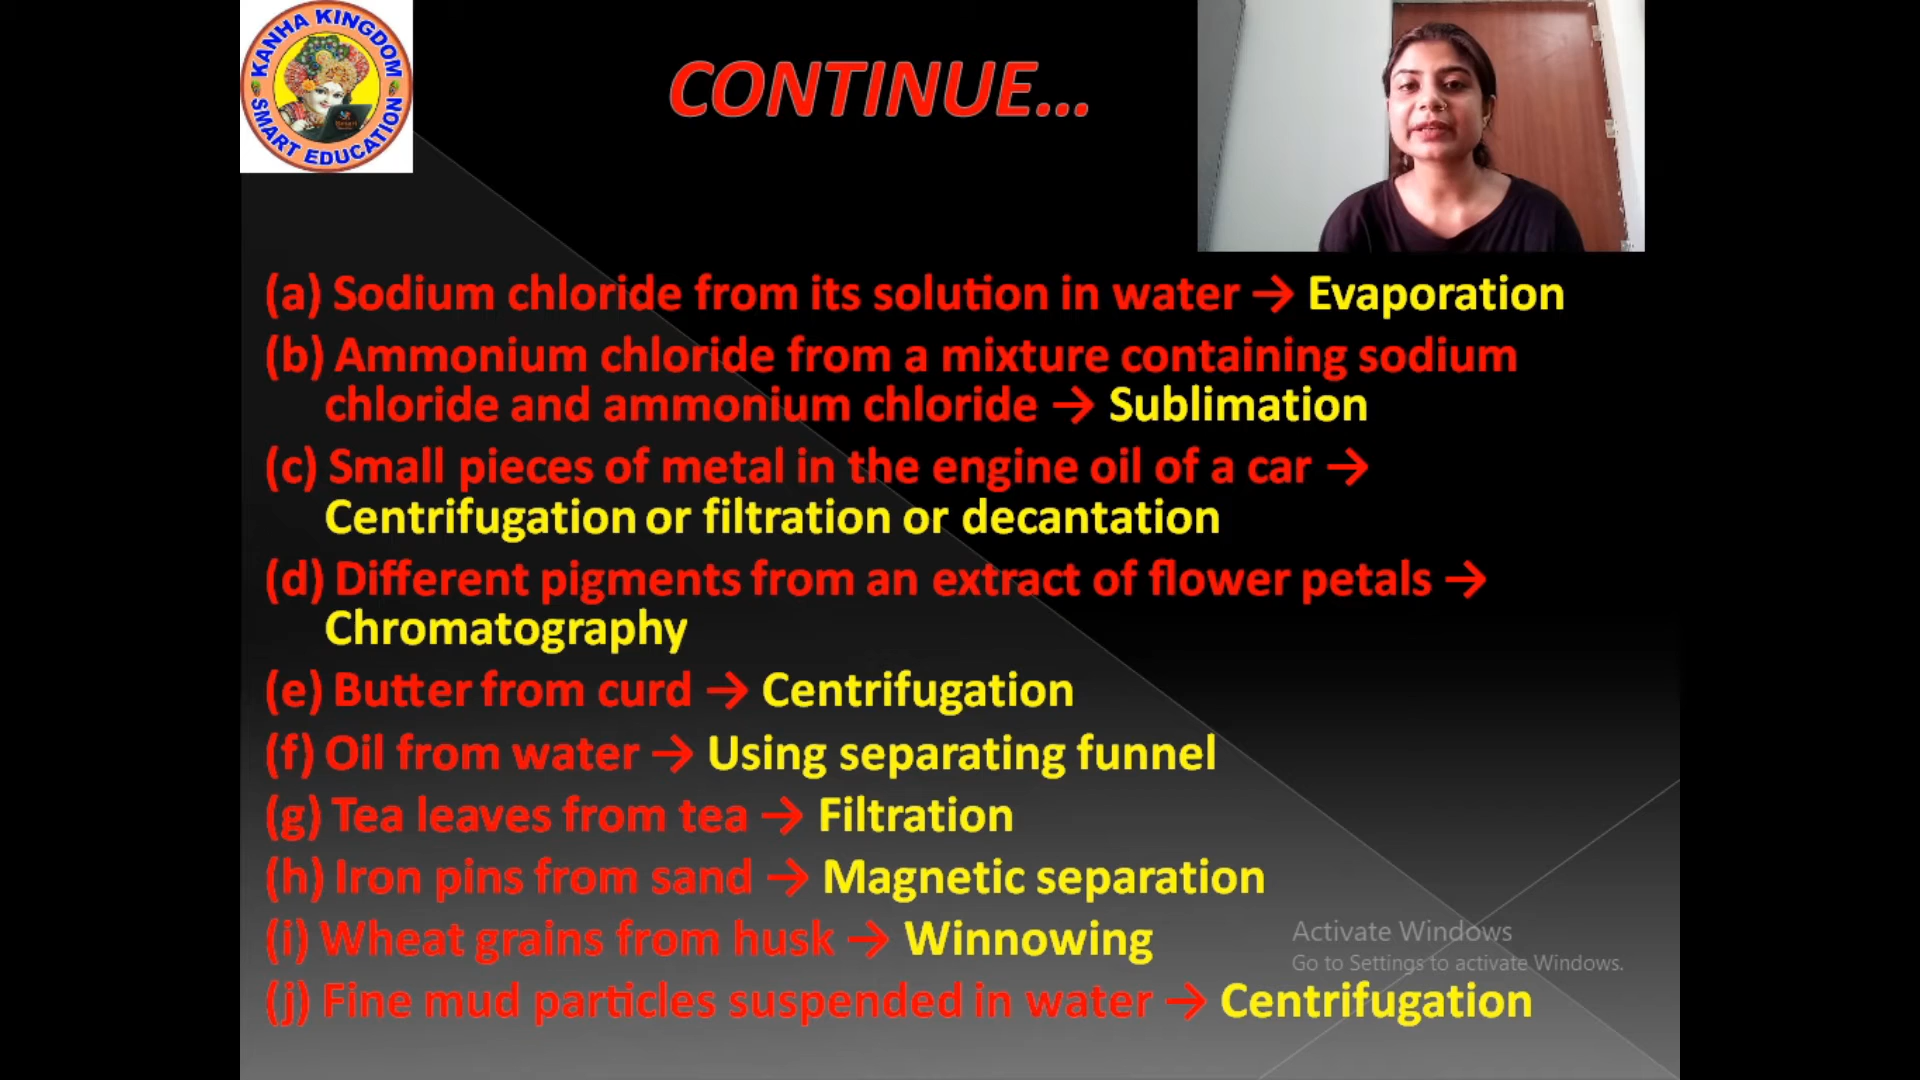 KANHA KINGDOM
SMART EDUCATION
CONTINUE...
(a) Sodium chloride from its solution in water → Evaporation
(b) Ammonium chloride from a mixture containing sodium
chloride and ammonium chloride → Sublimation
(c) Small pieces of metal in the engine oil of a car →
Centrifugation or filtration or decantation
(d) Different pigments from an extract of flower petals →
Chromatography
(e) Butter from curd → Centrifugation
(f) Oil from water → Using separating funnel
(g) Tea leaves from tea → Filtration
(h) Iron pins from sand → Magnetic separation
(i) Wheat grains from husk → Winnowing
(j) Fine mud particles suspended in water → Centrifugation
Activate Windows
Go to Settings to activate Windows.